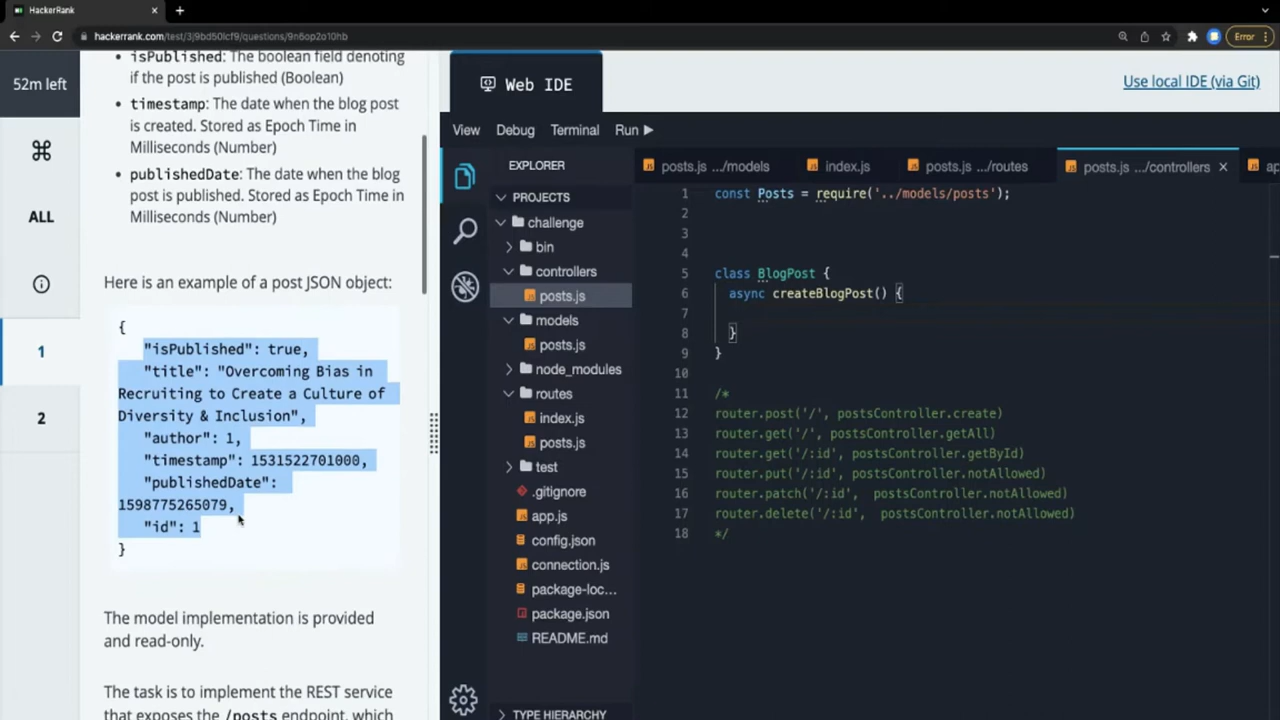 HackerRank
hackerrank.com/test/3j9bd50lcf9/questions/9n6op2o10hb
Error
52m left
ALL
1
2
isPublished: The boolean field denoting
if the post is published (Boolean)
timestamp: The date when the blog post
is created. Stored as Epoch Time in
Milliseconds (Number)
publishedDate: The date when the blog
post is published. Stored as Epoch Time in
Milliseconds (Number)
Here is an example of a post JSON object:
{
"isPublished": true,
"title": "Overcoming Bias in
Recruiting to Create a Culture of
Diversity & Inclusion",
"author": 1,
"timestamp": 1531522701000,
"publishedDate":
1598775265079,
"id": 1
}
The model implementation is provided
and read-only.
The task is to implement the REST service
that exposes the /posts endpoint, which
Web IDE
Use local IDE (via Git)
View Debug Terminal Run
EXPLORER
PROJECTS
challenge
bin
controllers
posts.js
models
posts.js
node_modules
routes
index.js
posts.js
test
.gitignore
app.js
config.json
connection.js
package-loc...
package.json
README.md
TYPE HIERARCHY
posts.js .../models index.js posts.js .../routes posts.js .../controllers ap
1 const Posts = require('../models/posts');
2
3
4
5 class BlogPost {
6 async createBlogPost() {
7
8 }
9 }
10
11 /*
12 router.post('/', postsController.create)
13 router.get('/', postsController.getAll)
14 router.get('/:id', postsController.getById)
15 router.put('/:id', postsController.notAllowed)
16 router.patch('/:id', postsController.notAllowed)
17 router.delete('/:id', postsController.notAllowed)
18 */